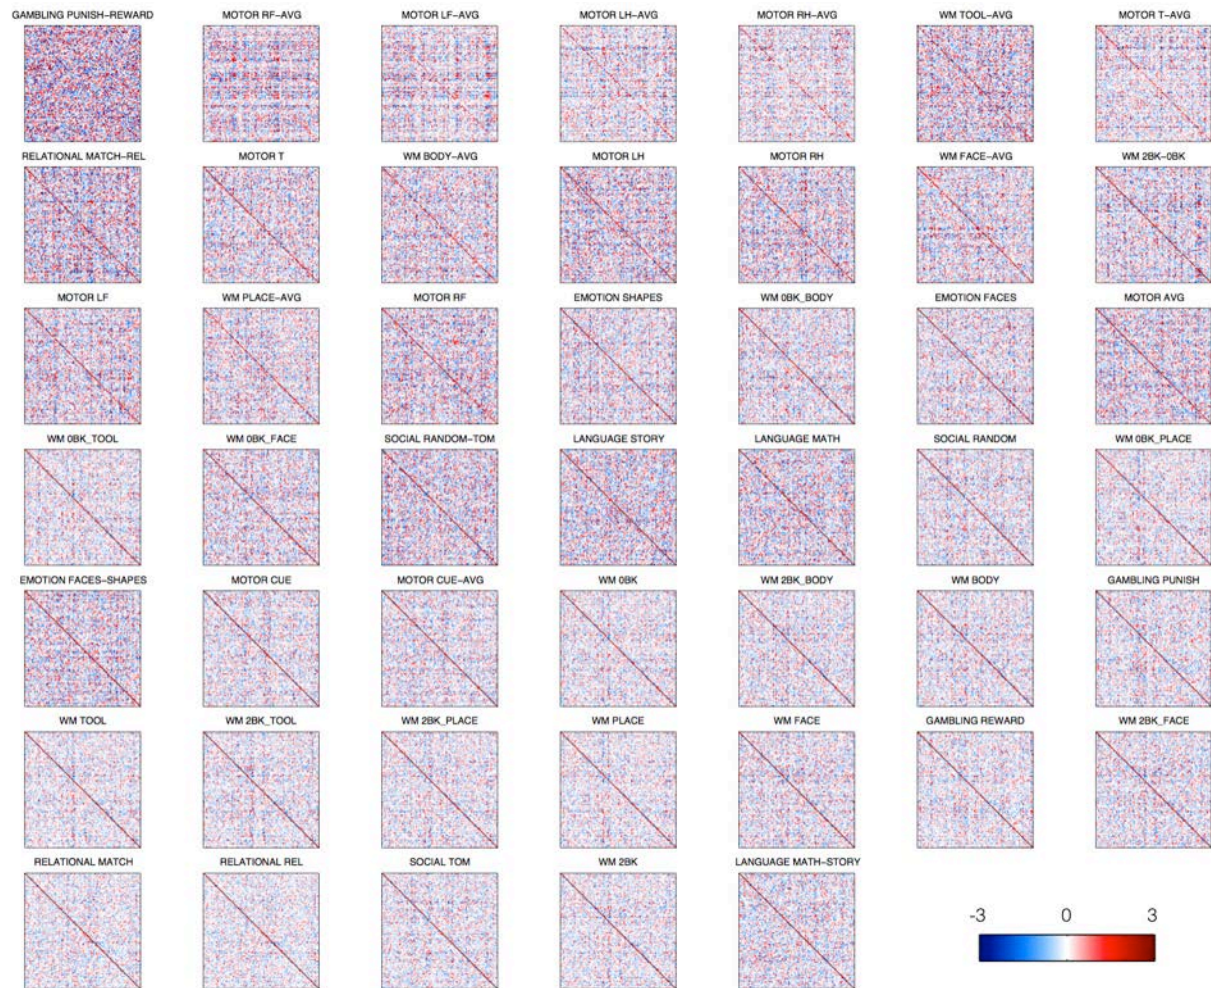 GAMBLING PUNISH-REWARD MOTOR RF-AVG MOTOR LF-AVG MOTOR LH-AVG MOTOR RH-AVG WM TOOL-AVG MOTOR T-AVG
RELATIONAL MATCH-REL MOTOR T WM BODY-AVG MOTOR LH MOTOR RH WM FACE-AVG WM 2BK-0BK
MOTOR LF WM PLACE-AVG MOTOR RF EMOTION SHAPES WM 0BK_BODY EMOTION FACES MOTOR AVG
WM 0BK_TOOL WM 0BK_FACE SOCIAL RANDOM-TOM LANGUAGE STORY LANGUAGE MATH SOCIAL RANDOM WM 0BK_PLACE
EMOTION FACES-SHAPES MOTOR CUE MOTOR CUE-AVG WM 0BK WM 2BK_BODY WM BODY GAMBLING PUNISH
WM TOOL WM 2BK_TOOL WM 2BK_PLACE WM PLACE WM FACE GAMBLING REWARD WM 2BK_FACE
RELATIONAL MATCH RELATIONAL REL SOCIAL TOM WM 2BK LANGUAGE MATH-STORY
-3 0 3